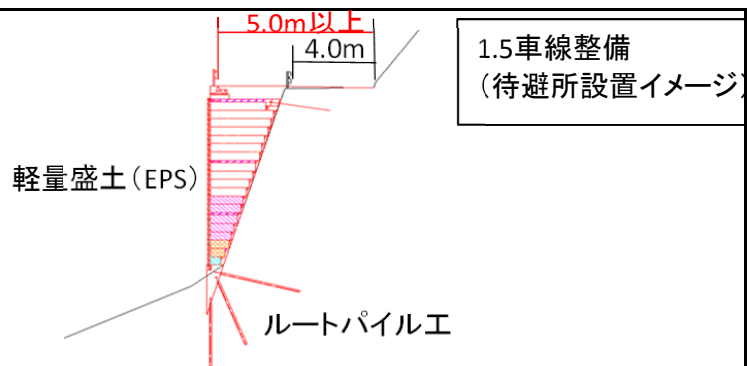 5.0m以上
4.0m
1.5車線整備
(待避所設置イメージ)
軽量盛土(EPS)
ルートパイル工